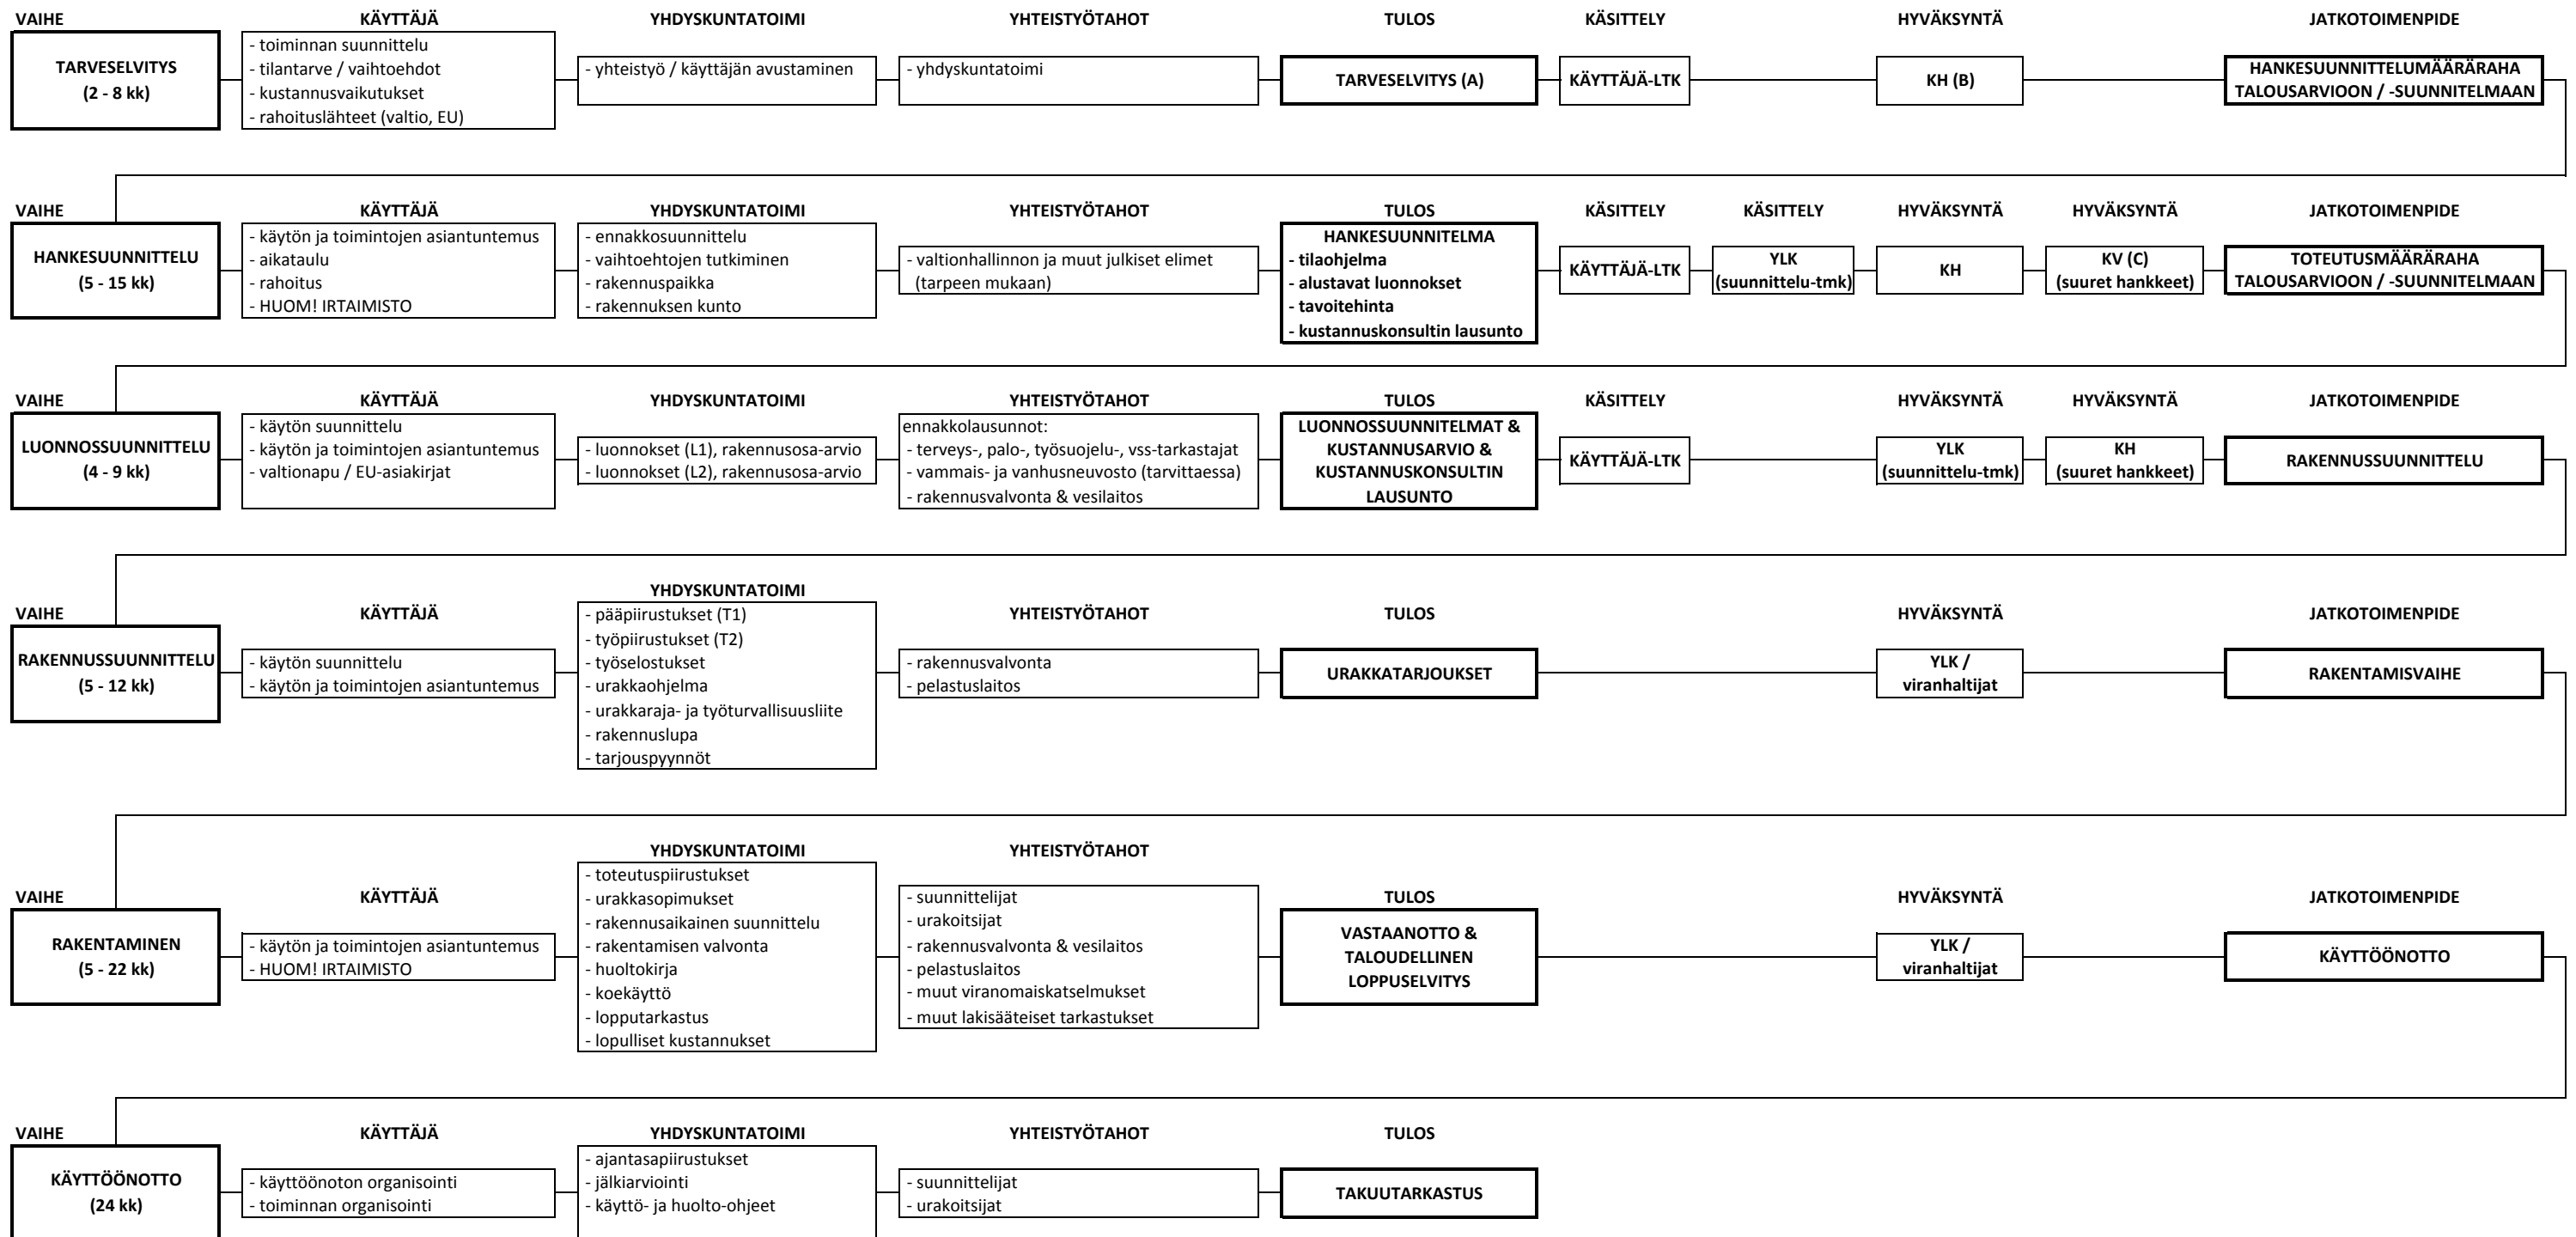 VAIHE KÄYTTÄJÄ YHDYSKUNTATOIMI YHTEISTYÖTAHOT TULOS KÄSITTELY HYVÄKSYNTÄ JATKOTOIMENPIDE
TARVESELVITYS
(2 - 8 kk)
- toiminnan suunnittelu
- tilantarve / vaihtoehdot
- kustannusvaikutukset
- rahoituslähteet (valtio, EU)
- yhteistyö / käyttäjän avustaminen
- yhdyskuntatoimi
TARVESELVITYS (A)
KÄYTTÄJÄ-LTK
KH (B)
HANKESUUNNITTELUMÄÄRÄRAHA
TALOUSARVIOON / -SUUNNITELMAAN
VAIHE KÄYTTÄJÄ YHDYSKUNTATOIMI YHTEISTYÖTAHOT TULOS KÄSITTELY KÄSITTELY HYVÄKSYNTÄ HYVÄKSYNTÄ JATKOTOIMENPIDE
HANKESUUNNITTELU
(5 - 15 kk)
- käytön ja toimintojen asiantuntemus
- aikataulu
- rahoitus
- HUOM! IRTAIMISTO
- ennakkosuunnittelu
- vaihtoehtojen tutkiminen
- rakennuspaikka
- rakennuksen kunto
- valtionhallinnon ja muut julkiset elimet
(tarpeen mukaan)
HANKESUUNNITELMA
- tilaohjelma
- alustavat luonnokset
- tavoitehinta
- kustannuskonsultin lausunto
KÄYTTÄJÄ-LTK
YLK
(suunnittelu-tmk)
KH
KV (C)
(suuret hankkeet)
TOTEUTUSMÄÄRÄRAHA
TALOUSARVIOON / -SUUNNITELMAAN
VAIHE KÄYTTÄJÄ YHDYSKUNTATOIMI YHTEISTYÖTAHOT TULOS KÄSITTELY HYVÄKSYNTÄ HYVÄKSYNTÄ JATKOTOIMENPIDE
LUONNOSSUUNNITTELU
(4 - 9 kk)
- käytön suunnittelu
- käytön ja toimintojen asiantuntemus
- valtionapu / EU-asiakirjat
- luonnokset (L1), rakennusosa-arvio
- luonnokset (L2), rakennusosa-arvio
ennakkolausunnot:
- terveys-, palo-, työsuojelu-, vss-tarkastajat
- vammais- ja vanhusneuvosto (tarvittaessa)
- rakennusvalvonta & vesilaitos
LUONNOSSUUNNITELMAT &
KUSTANNUSARVIO &
KUSTANNUSKONSULTIN
LAUSUNTO
KÄYTTÄJÄ-LTK
YLK
(suunnittelu-tmk)
KH
(suuret hankkeet)
RAKENNUSSUUNNITTELU
VAIHE KÄYTTÄJÄ YHDYSKUNTATOIMI YHTEISTYÖTAHOT TULOS HYVÄKSYNTÄ JATKOTOIMENPIDE
RAKENNUSSUUNNITTELU
(5 - 12 kk)
- käytön suunnittelu
- käytön ja toimintojen asiantuntemus
- pääpiirustukset (T1)
- työpiirustukset (T2)
- työselostukset
- urakkaohjelma
- urakkaraja- ja työturvallisuusliite
- rakennuslupa
- tarjouspyynnöt
- rakennusvalvonta
- pelastuslaitos
URAKKATARJOUKSET
YLK /
viranhaltijat
RAKENTAMISVAIHE
VAIHE KÄYTTÄJÄ YHDYSKUNTATOIMI YHTEISTYÖTAHOT TULOS HYVÄKSYNTÄ JATKOTOIMENPIDE
RAKENTAMINEN
(5 - 22 kk)
- käytön ja toimintojen asiantuntemus
- HUOM! IRTAIMISTO
- toteutuspiirustukset
- urakkasopimukset
- rakennusaikainen suunnittelu
- rakentamisen valvonta
- huoltokirja
- koekäyttö
- lopputarkastus
- lopulliset kustannukset
- suunnittelijat
- urakoitsijat
- rakennusvalvonta & vesilaitos
- pelastuslaitos
- muut viranomaiskatselmukset
- muut lakisääteiset tarkastukset
VASTAANOTTO &
TALOUDELLINEN
LOPPUSELVITYS
YLK /
viranhaltijat
KÄYTTÖÖNOTTO
VAIHE KÄYTTÄJÄ YHDYSKUNTATOIMI YHTEISTYÖTAHOT TULOS
KÄYTTÖÖNOTTO
(24 kk)
- käyttöönoton organisointi
- toiminnan organisointi
- ajantasapiirustukset
- jälkiarviointi
- käyttö- ja huolto-ohjeet
- suunnittelijat
- urakoitsijat
TAKUUTARKASTUS